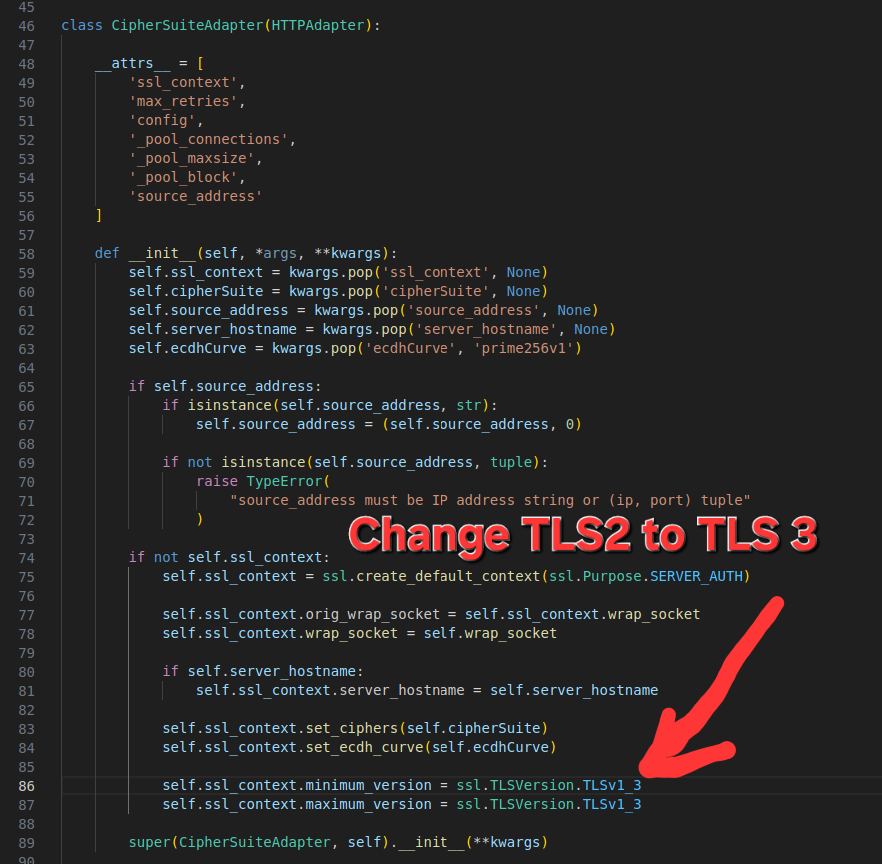 45
46 class CipherSuiteAdapter(HTTPAdapter):
47
48 __attrs__ = [
49 'ssl_context',
50 'max_retries',
51 'config',
52 '_pool_connections',
53 '_pool_maxsize',
54 '_pool_block',
55 'source_address'
56 ]
57
58 def __init__(self, *args, **kwargs):
59 self.ssl_context = kwargs.pop('ssl_context', None)
60 self.cipherSuite = kwargs.pop('cipherSuite', None)
61 self.source_address = kwargs.pop('source_address', None)
62 self.server_hostname = kwargs.pop('server_hostname', None)
63 self.ecdhCurve = kwargs.pop('ecdhCurve', 'prime256v1')
64
65 if self.source_address:
66 if isinstance(self.source_address, str):
67 self.source_address = (self.source_address, 0)
68
69 if not isinstance(self.source_address, tuple):
70 raise TypeError(
71 "source_address must be IP address string or (ip, port) tuple"
72 )
Change TLS2 to TLS 3
73
74 if not self.ssl_context:
75 self.ssl_context = ssl.create_default_context(ssl.Purpose.SERVER_AUTH)
76
77 self.ssl_context.orig_wrap_socket = self.ssl_context.wrap_socket
78 self.ssl_context.wrap_socket = self.wrap_socket
79
80 if self.server_hostname:
81 self.ssl_context.server_hostname = self.server_hostname
82
83 self.ssl_context.set_ciphers(self.cipherSuite)
84 self.ssl_context.set_ecdh_curve(self.ecdhCurve)
85
86 self.ssl_context.minimum_version = ssl.TLSVersion.TLSv1_3
87 self.ssl_context.maximum_version = ssl.TLSVersion.TLSv1_3
88
89 super(CipherSuiteAdapter, self).__init__(**kwargs)
90